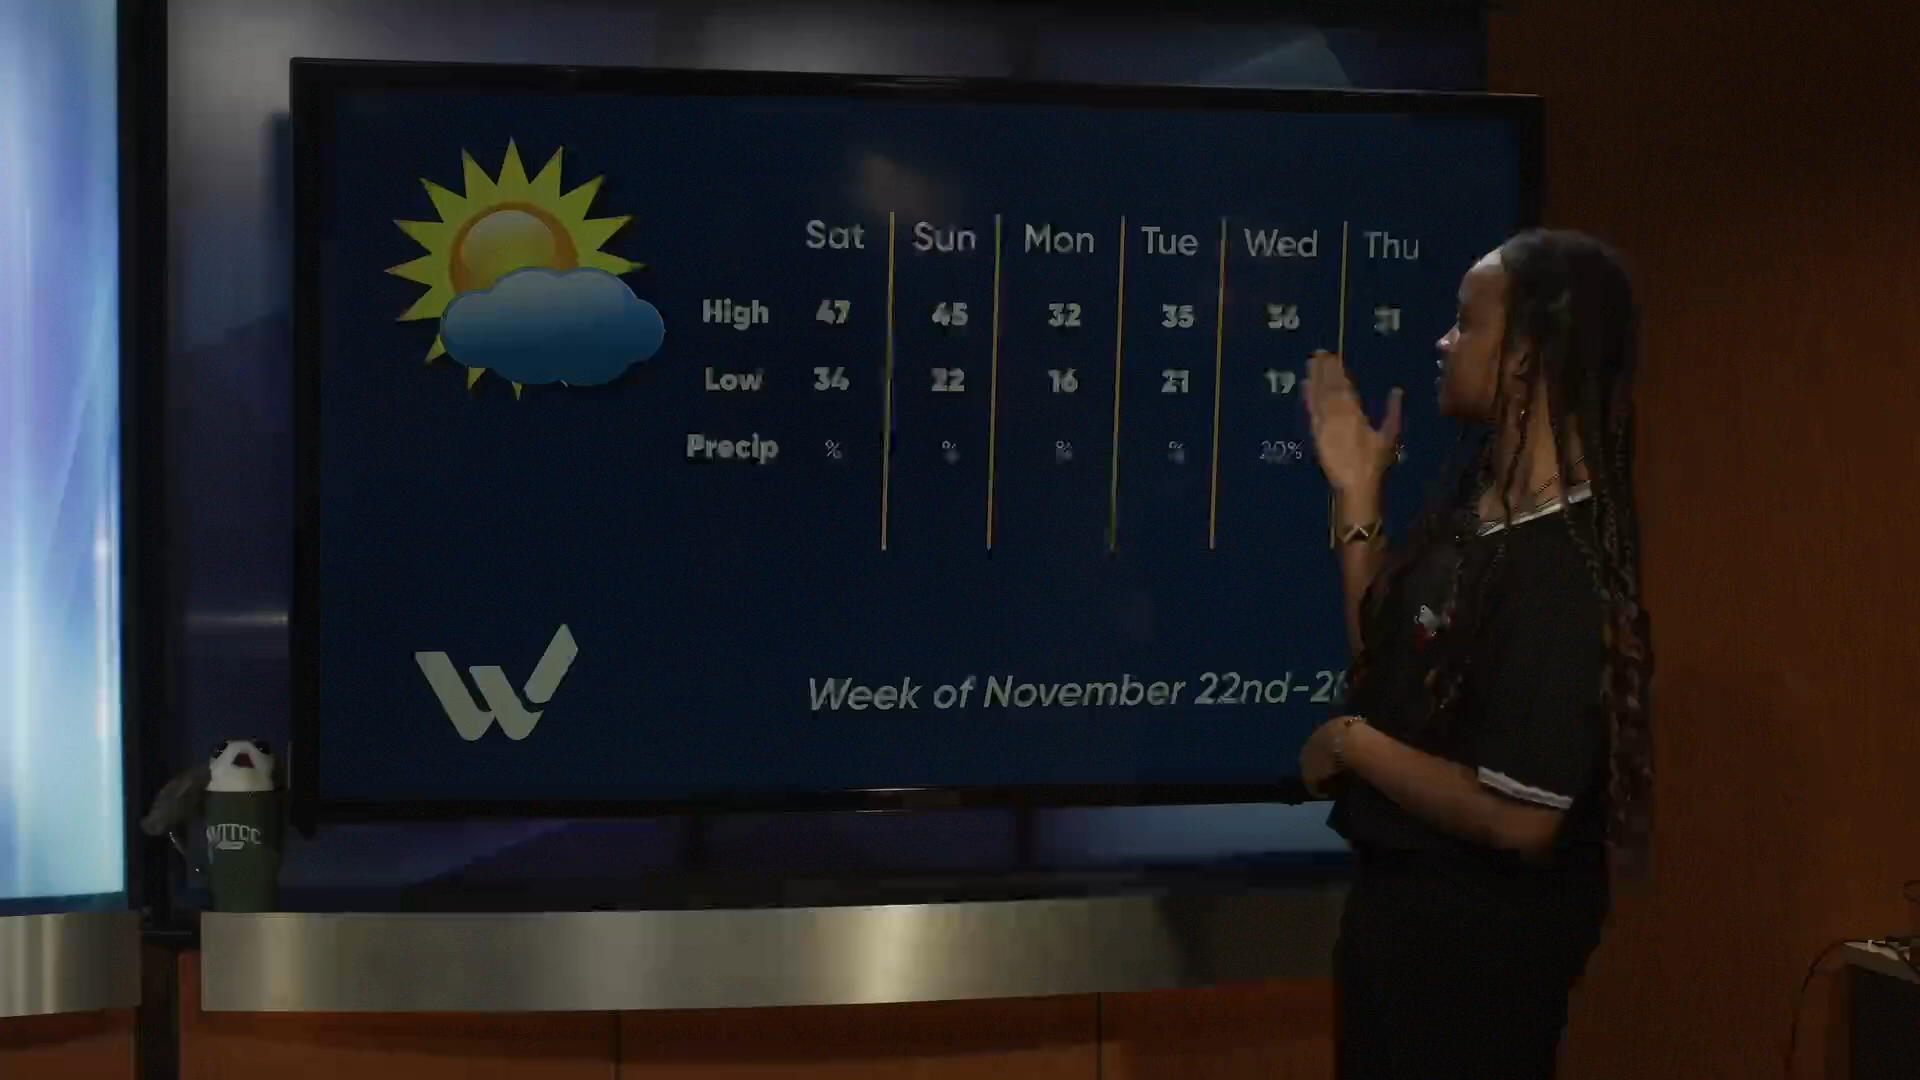 Sat Sun Mon Tue Wed Thu
High 47 45 32 35 36 31
Low 34 22 16 21 19
Precip % % % % 20% %
Week of November 22nd-2
W